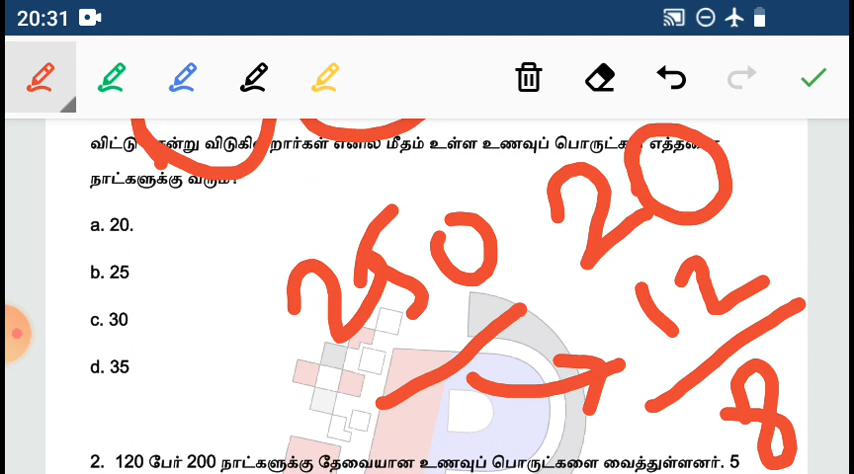 20:31
விட்டு சென்று விடுகிறார்கள் எனில் மீதம் உள்ள உணவுப் பொருட்கள் எத்தனை
நாட்களுக்கு வரும்?
a. 20.
b. 25
c. 30
d. 35
250 20
12
8
2. 120 பேர் 200 நாட்களுக்கு தேவையான உணவுப் பொருட்களை வைத்துள்ளனர். 5